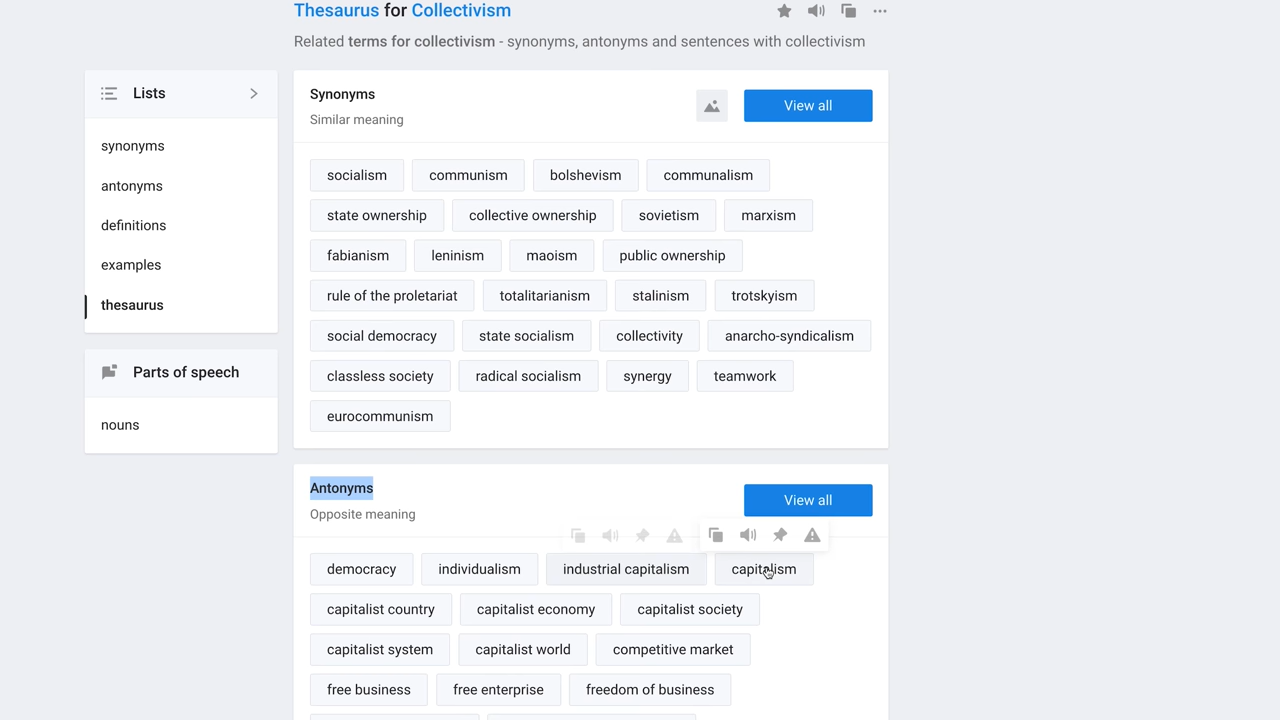 Thesaurus for Collectivism
Related terms for collectivism - synonyms, antonyms and sentences with collectivism
Lists
synonyms
antonyms
definitions
examples
thesaurus
Parts of speech
nouns
Synonyms
Similar meaning
View all
socialism communism bolshevism communalism
state ownership collective ownership sovietism marxism
fabianism leninism maoism public ownership
rule of the proletariat totalitarianism stalinism trotskyism
social democracy state socialism collectivity anarcho-syndicalism
classless society radical socialism synergy teamwork
eurocommunism
Antonyms
Opposite meaning
View all
democracy individualism industrial capitalism capitalism
capitalist country capitalist economy capitalist society
capitalist system capitalist world competitive market
free business free enterprise freedom of business